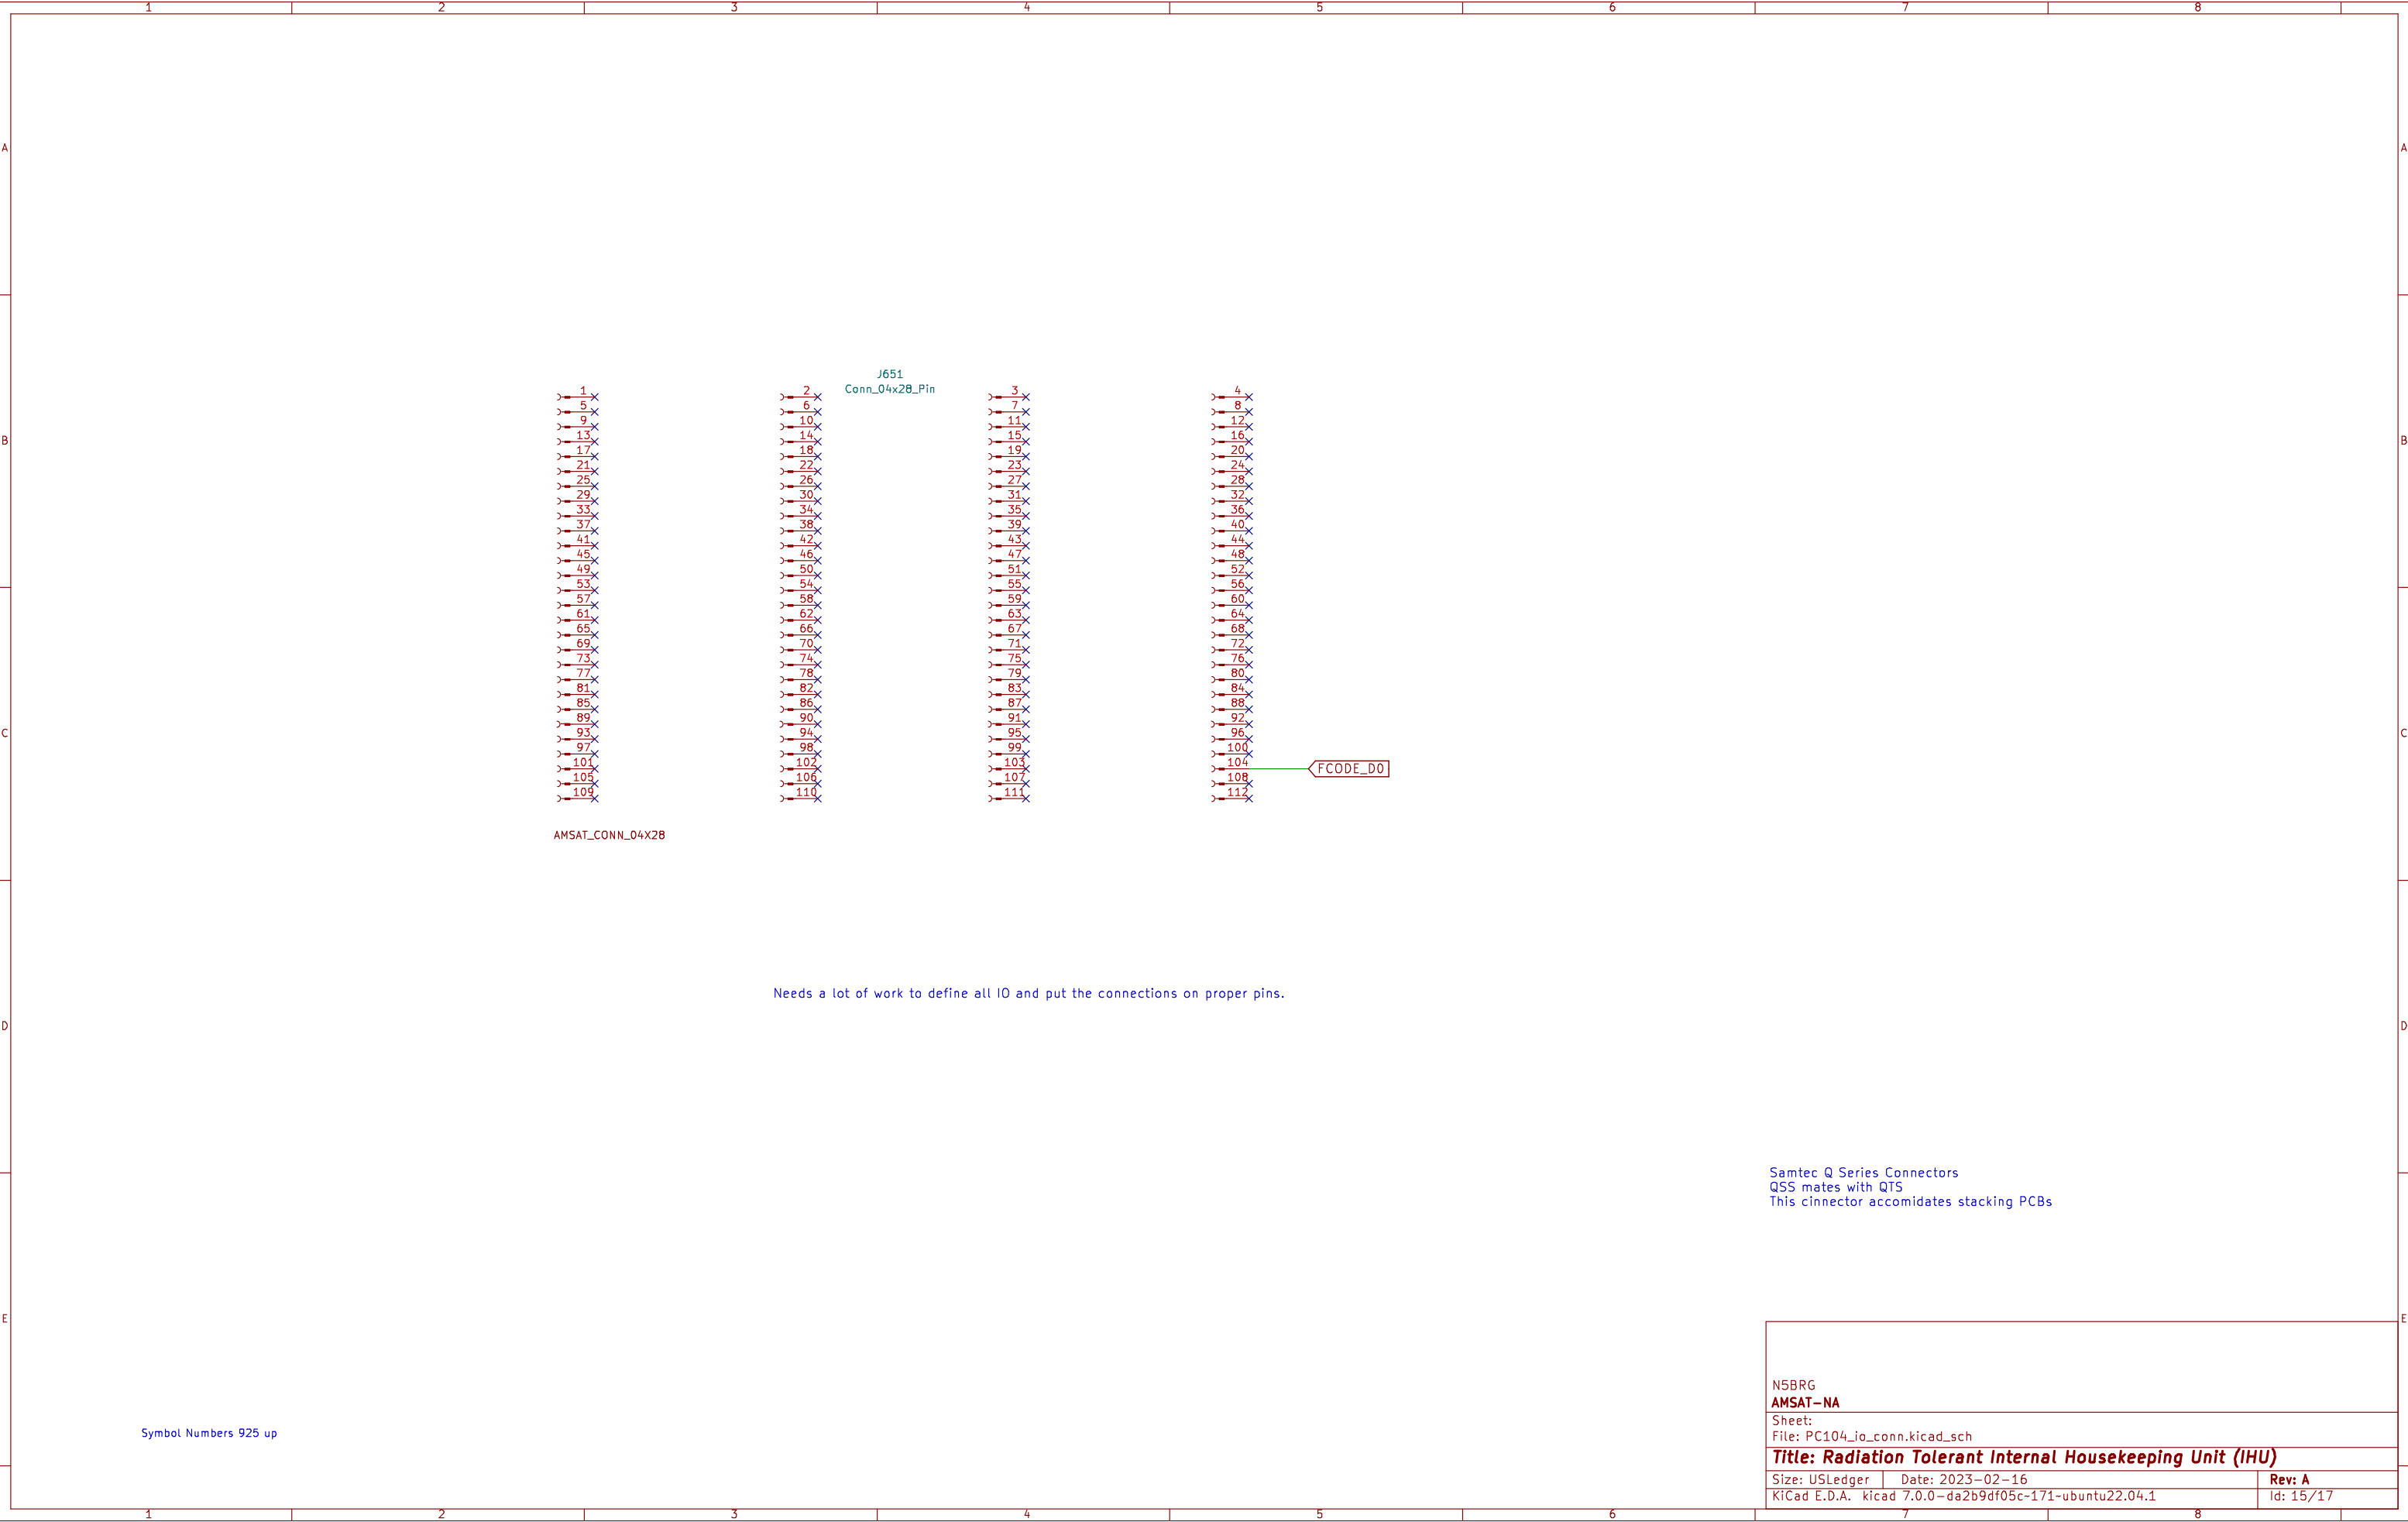 1 2 3 4 5 6 7 8
A A
J651
Conn_04x28_Pin
1 2 3 4
5 6 7 8
9 10 11 12
13 14 15 16
B B
17 18 19 20
21 22 23 24
25 26 27 28
29 30 31 32
33 34 35 36
37 38 39 40
41 42 43 44
45 46 47 48
49 50 51 52
53 54 55 56
57 58 59 60
61 62 63 64
65 66 67 68
69 70 71 72
73 74 75 76
77 78 79 80
81 82 83 84
85 86 87 88
89 90 91 92
93 94 95 96
C C
97 98 99 100
101 102 103 104 FCODE_D0
105 106 107 108
109 110 111 112
AMSAT_CONN_04X28
Needs a lot of work to define all IO and put the connections on proper pins.
D D
Samtec Q Series Connectors
QSS mates with QTS
This cinnector accomidates stacking PCBs
E E
N5BRG
AMSAT-NA
Sheet:
File: PC104_io_conn.kicad_sch
Symbol Numbers 925 up
Title: Radiation Tolerant Internal Housekeeping Unit (IHU)
Size: USLedger Date: 2023-02-16 Rev: A
KiCad E.D.A. kicad 7.0.0-da2b9df05c~171~ubuntu22.04.1 Id: 15/17
1 2 3 4 5 6 7 8